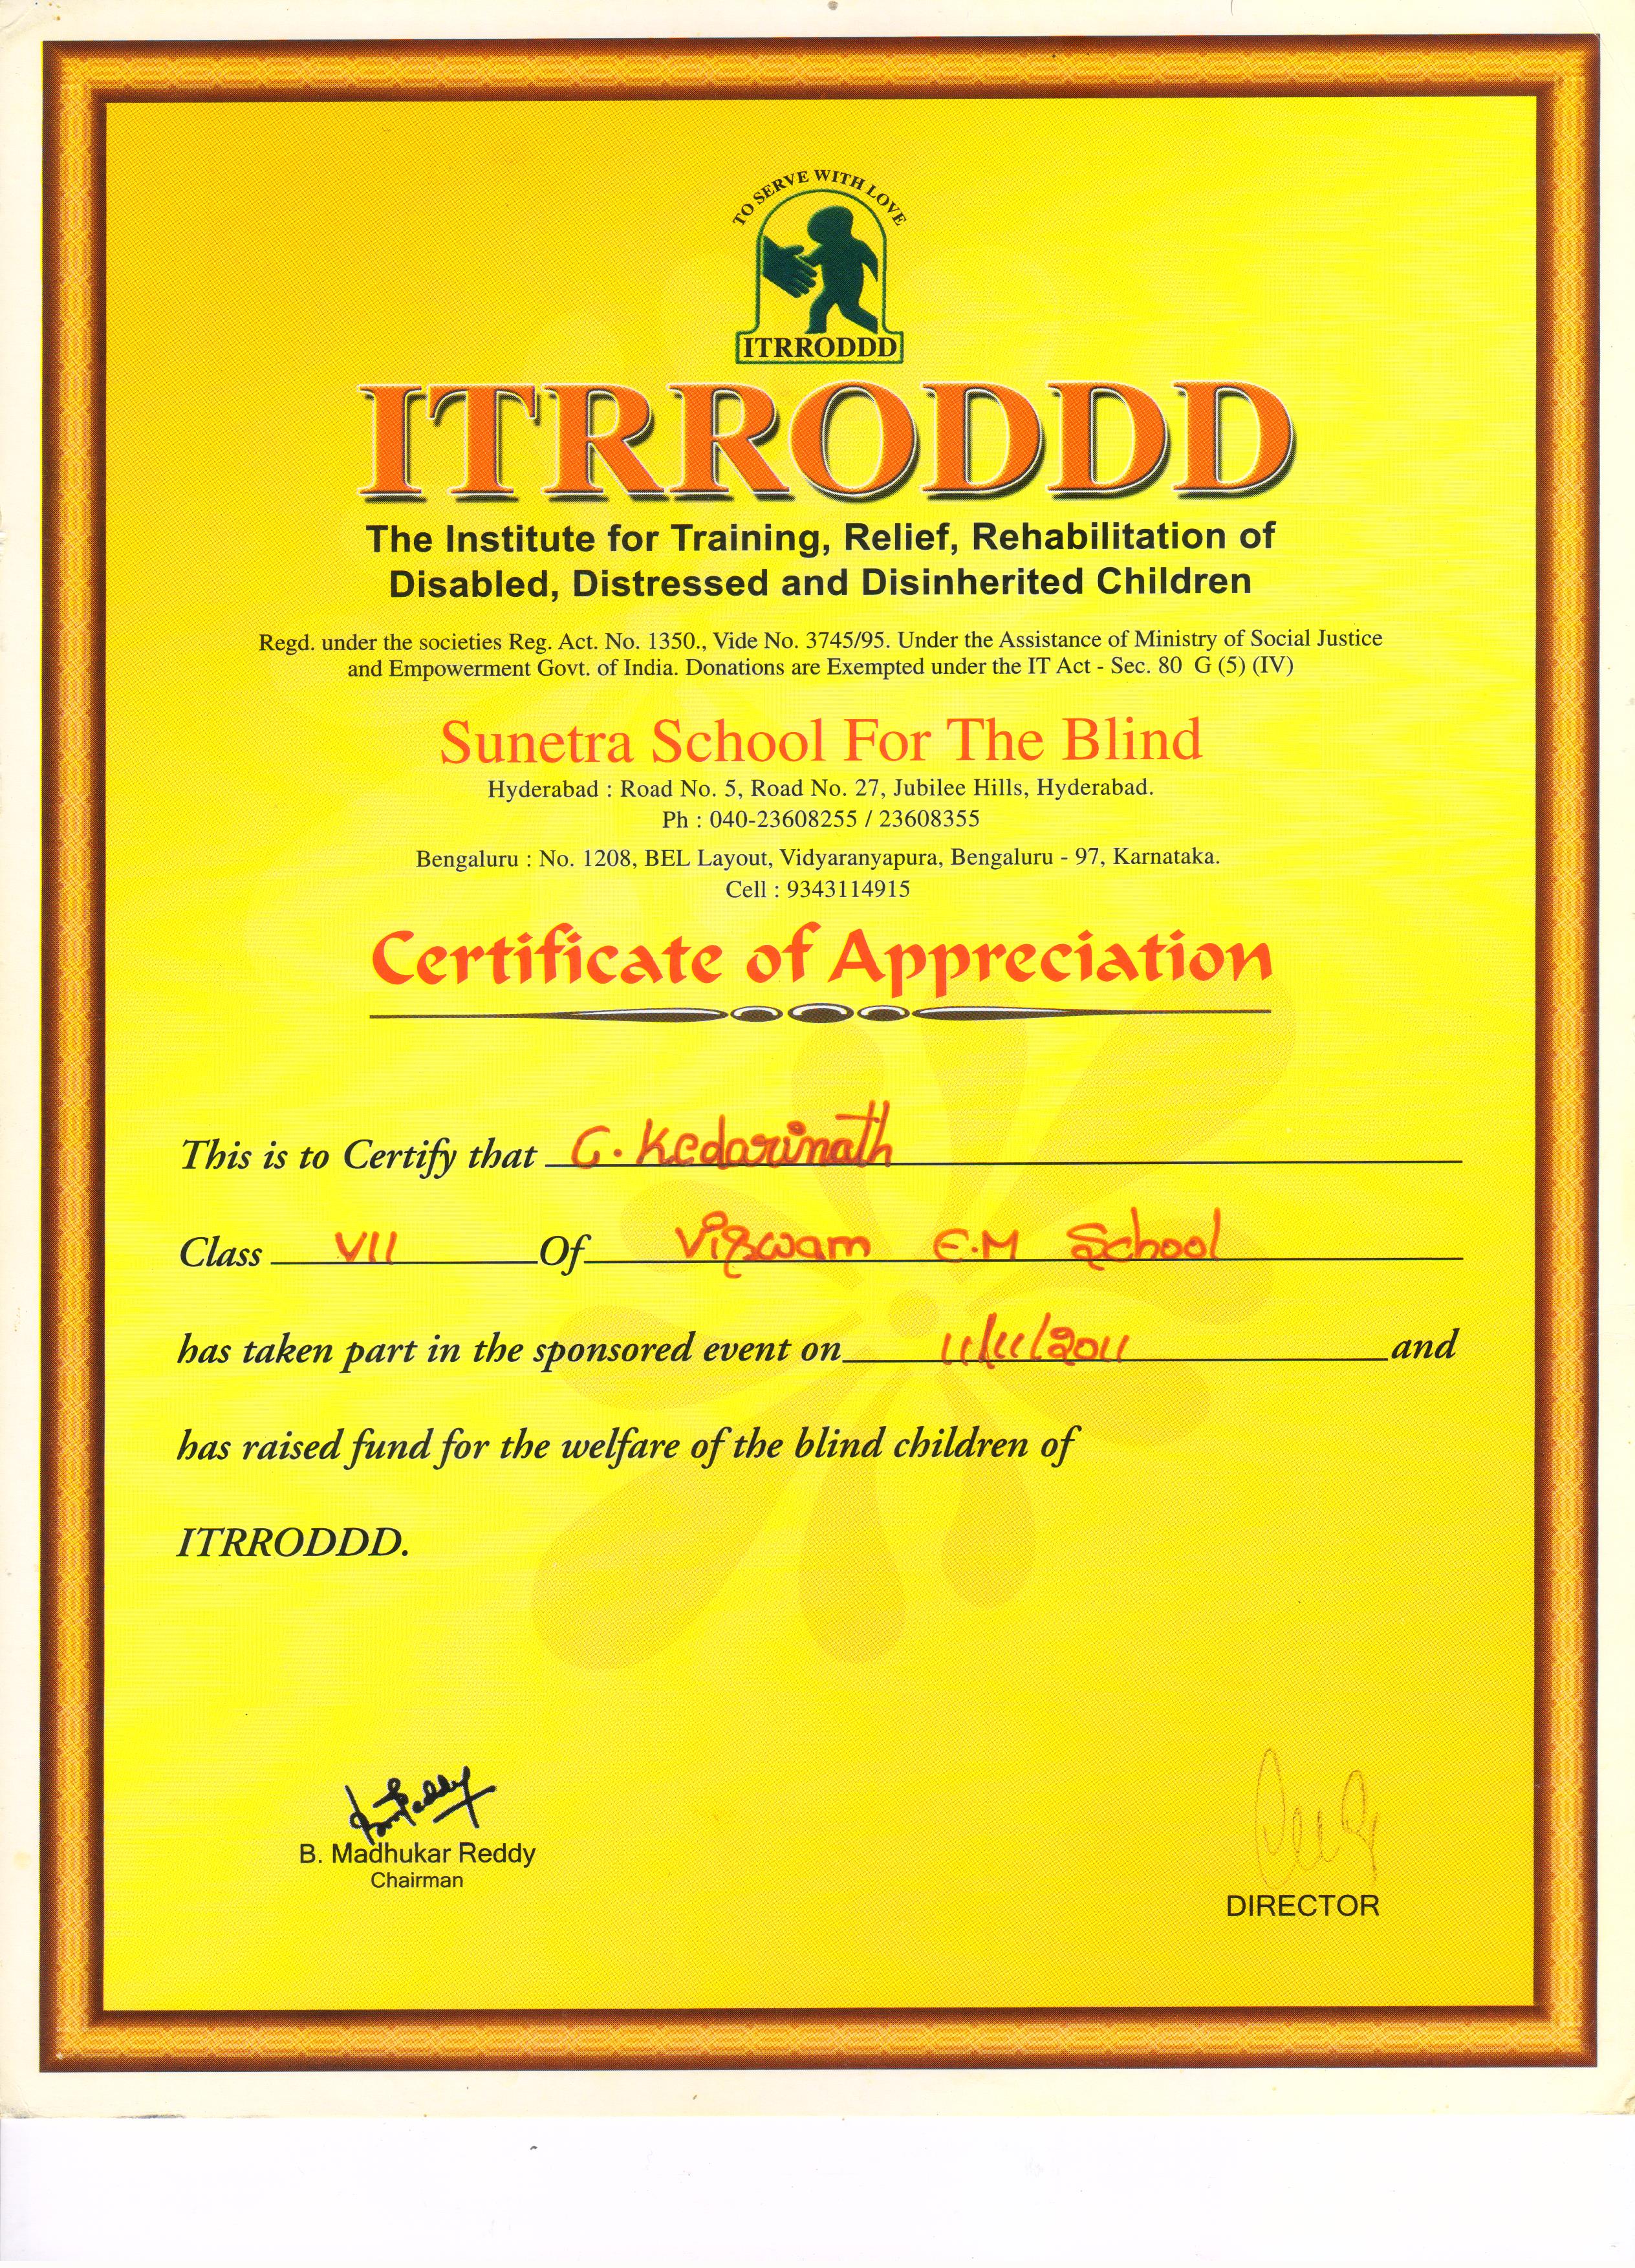 TO SERVE WITH LOVE
ITRRODDD
ITRRODDD
The Institute for Training, Relief, Rehabilitation of
Disabled, Distressed and Disinherited Children
Regd. under the societies Reg. Act. No. 1350., Vide No. 3745/95. Under the Assistance of Ministry of Social Justice
and Empowerment Govt. of India. Donations are Exempted under the IT Act - Sec. 80 G (5) (IV)
Sunetra School For The Blind
Hyderabad : Road No. 5, Road No. 27, Jubilee Hills, Hyderabad.
Ph : 040-23608255 / 23608355
Bengaluru : No. 1208, BEL Layout, Vidyaranyapura, Bengaluru - 97, Karnataka.
Cell : 9343114915
Certificate of Appreciation
This is to Certify that G. Kedarinath
Class VII Of Viswam E.M School
has taken part in the sponsored event on 11/11/2011 and
has raised fund for the welfare of the blind children of
ITRRODDD.
B. Madhukar Reddy
Chairman
DIRECTOR